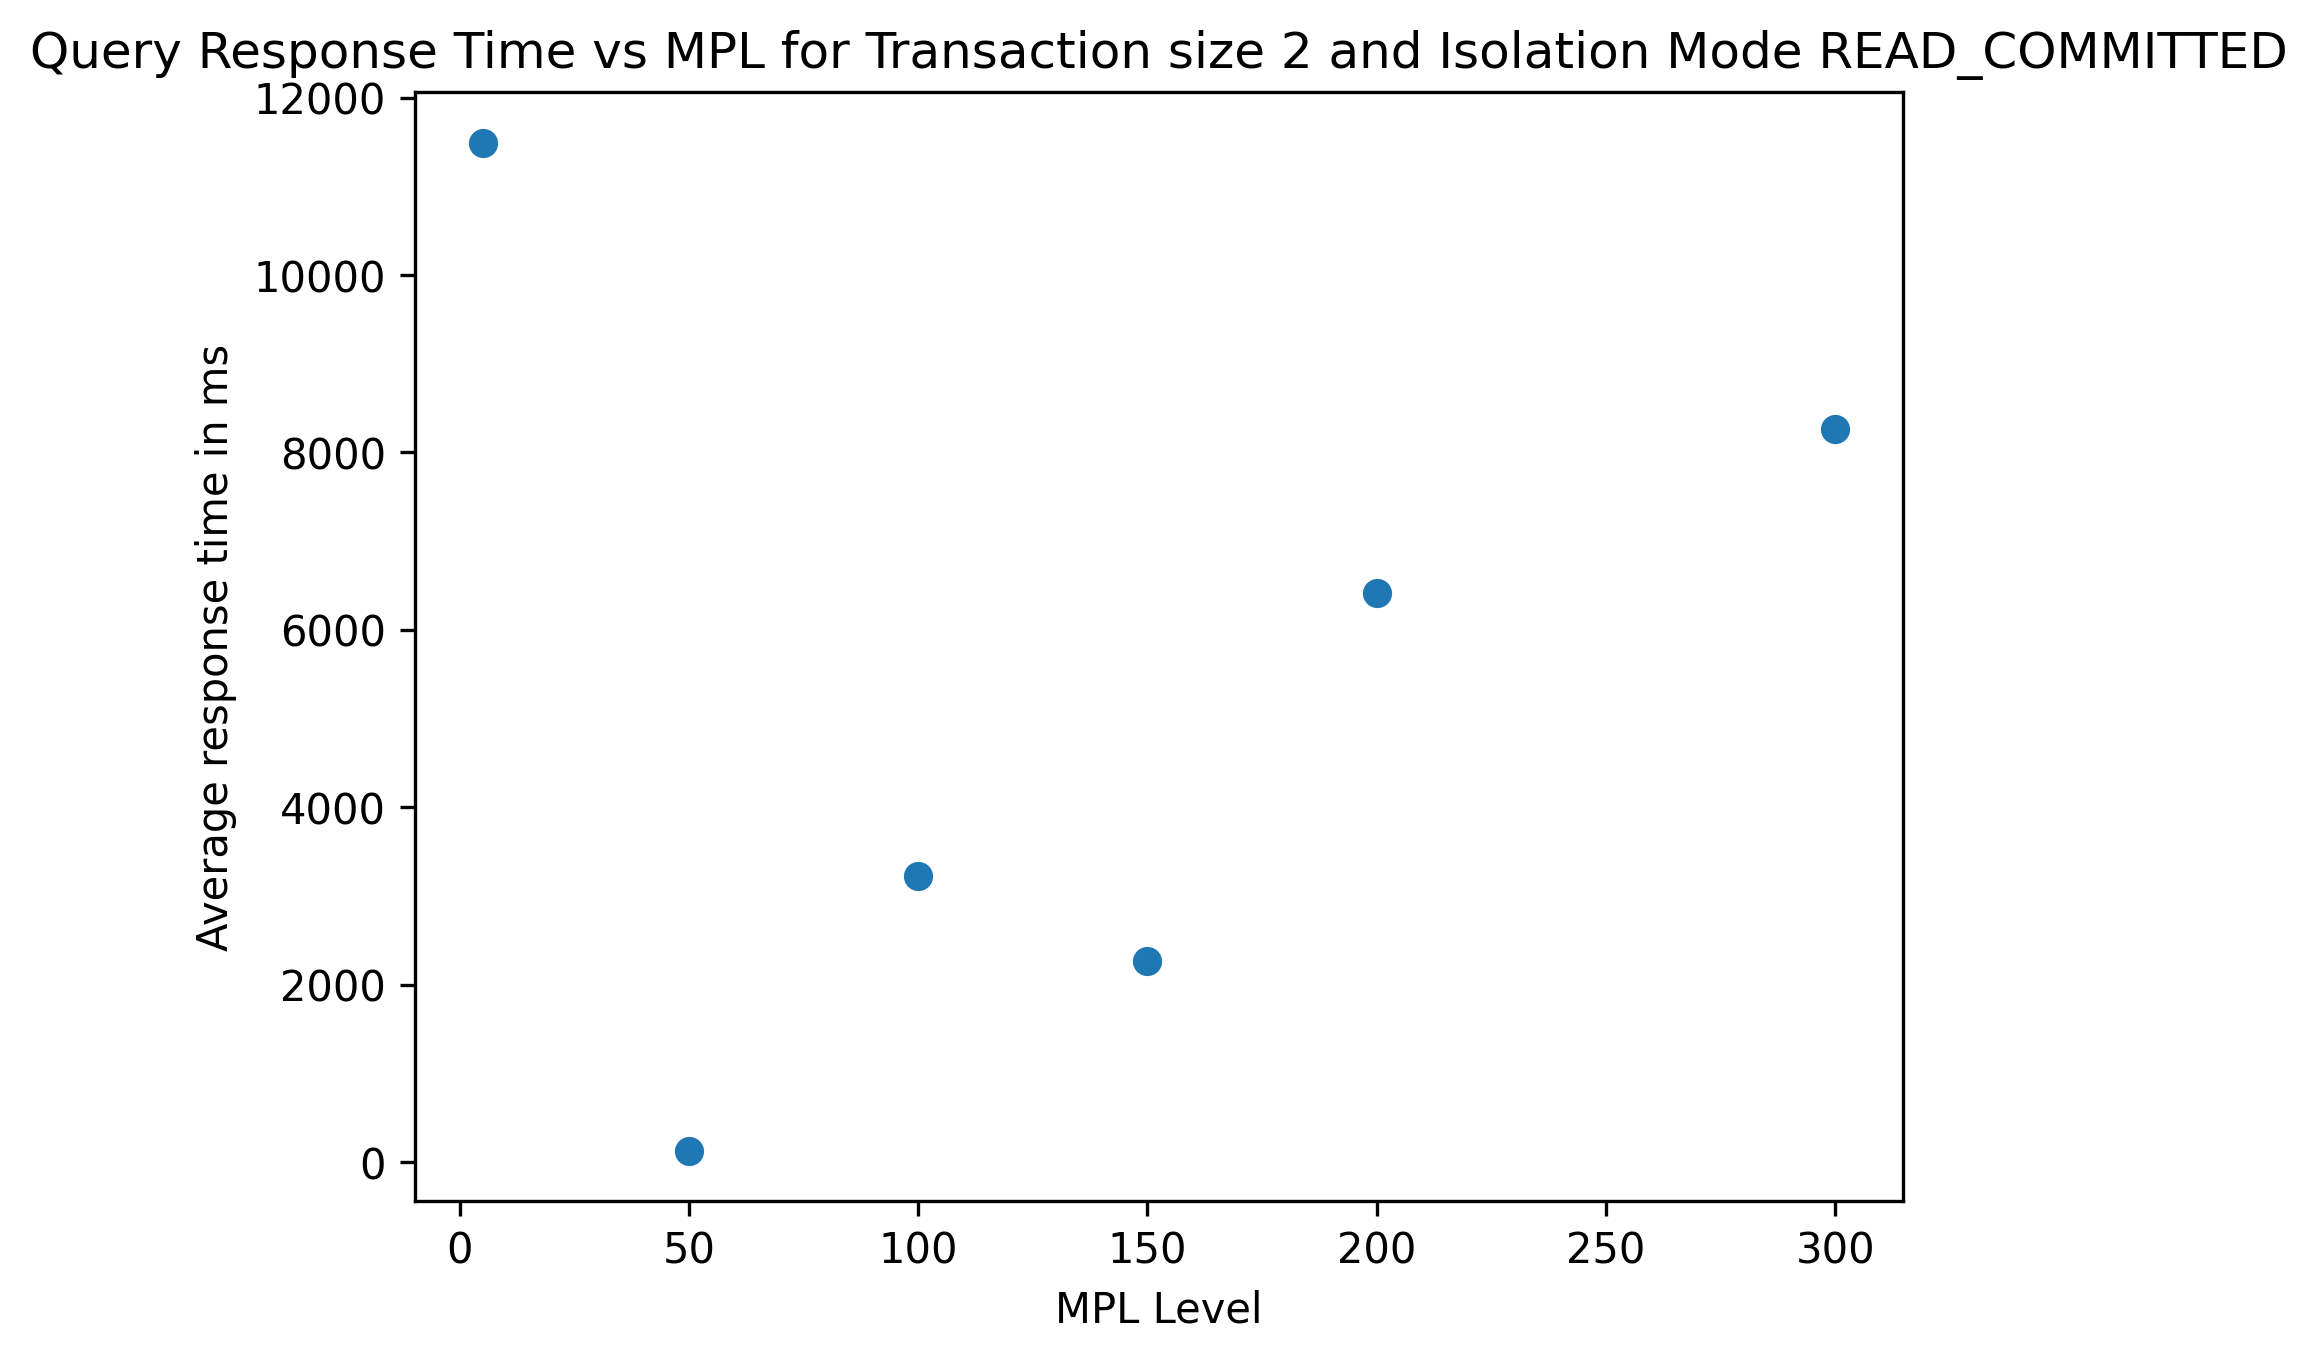 Query Response Time vs MPL for Transaction size 2 and Isolation Mode READ_COMMITTED
12000
10000
8000
6000
4000
2000
0
Average response time in ms
0 50 100 150 200 250 300
MPL Level